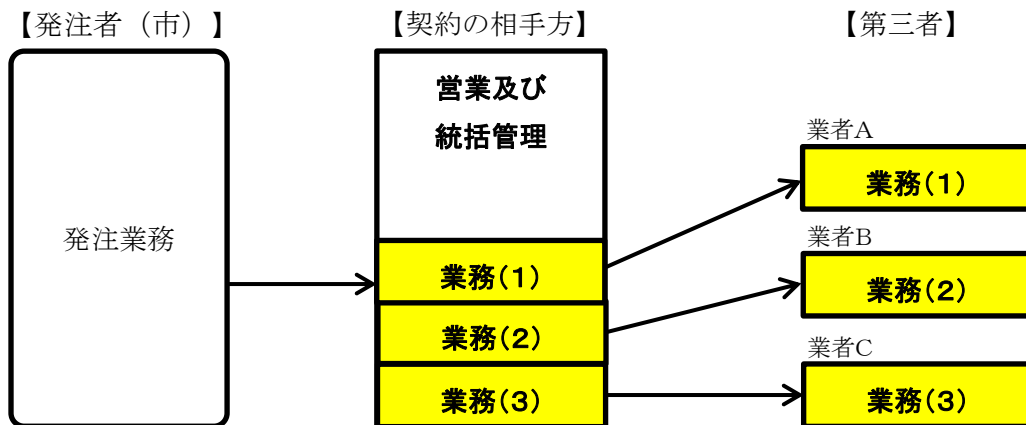 【発注者（市）】
【契約の相手方】
【第三者】
営業及び
統括管理
発注業務
業務(1)
業務(2)
業務(3)
業者A
業務(1)
業者B
業務(2)
業者C
業務(3)